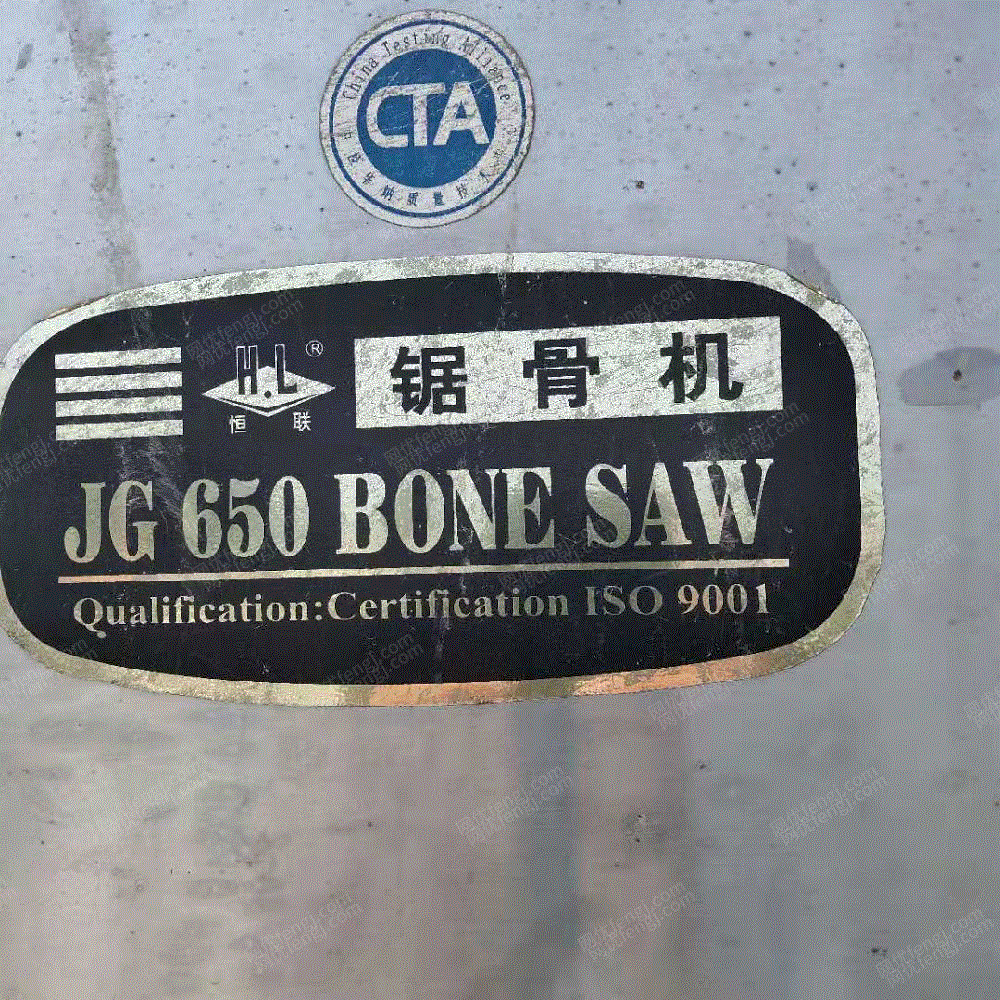 China Testing Alliance
CTA
H.L ®
恒 联
锯骨机
JG 650 BONE SAW
Qualification:Certification ISO 9001